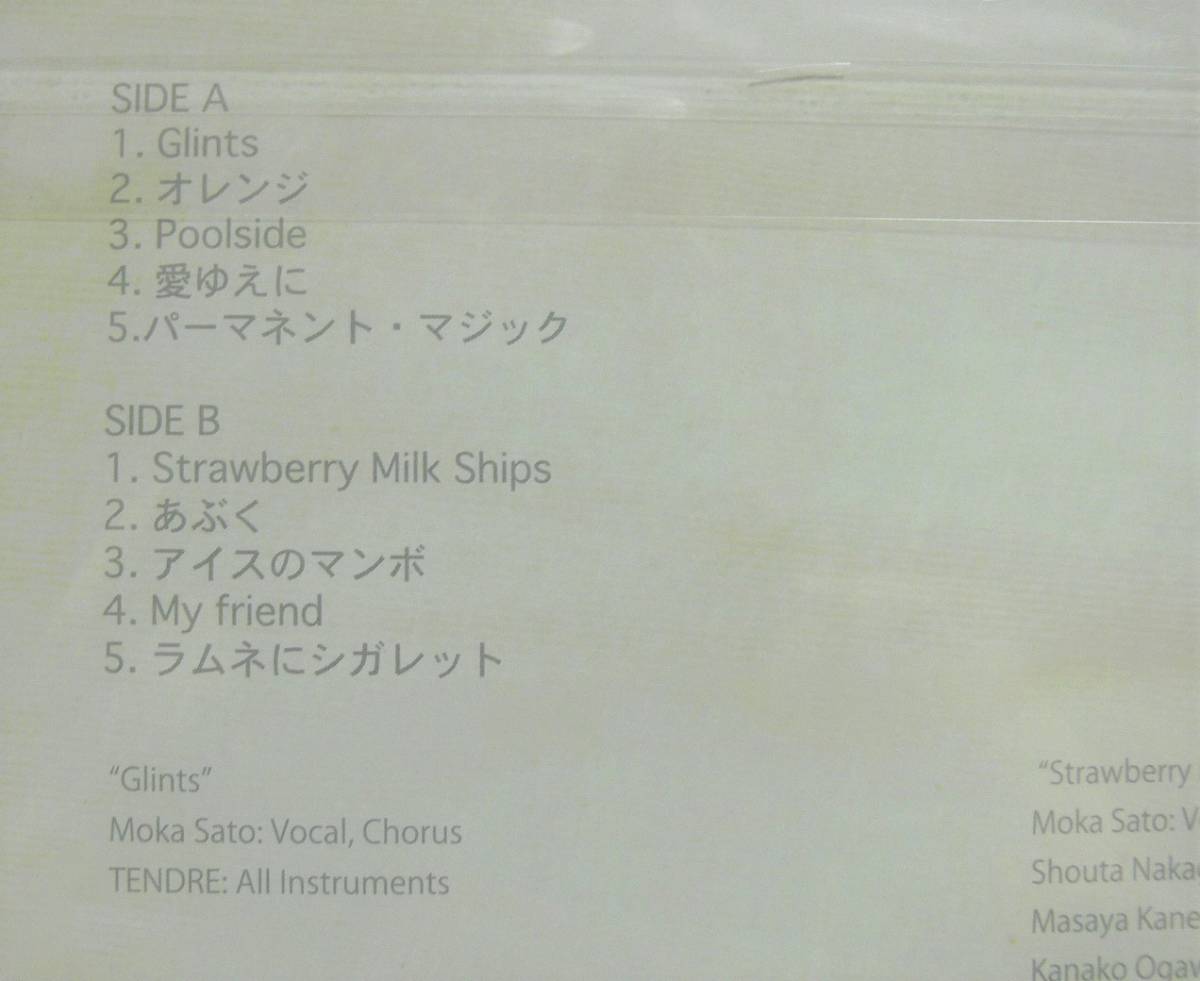 SIDE A
1. Glints
2. オレンジ
3. Poolside
4. 愛ゆえに
5.パーマネント・マジック
SIDE B
1. Strawberry Milk Ships
2. あぶく
3. アイスのマンボ
4. My friend
5. ラムネにシガレット
“Glints”
Moka Sato: Vocal, Chorus
TENDRE: All Instruments
“Strawberry
Moka Sato:
Shouta
Masaya
Kanako